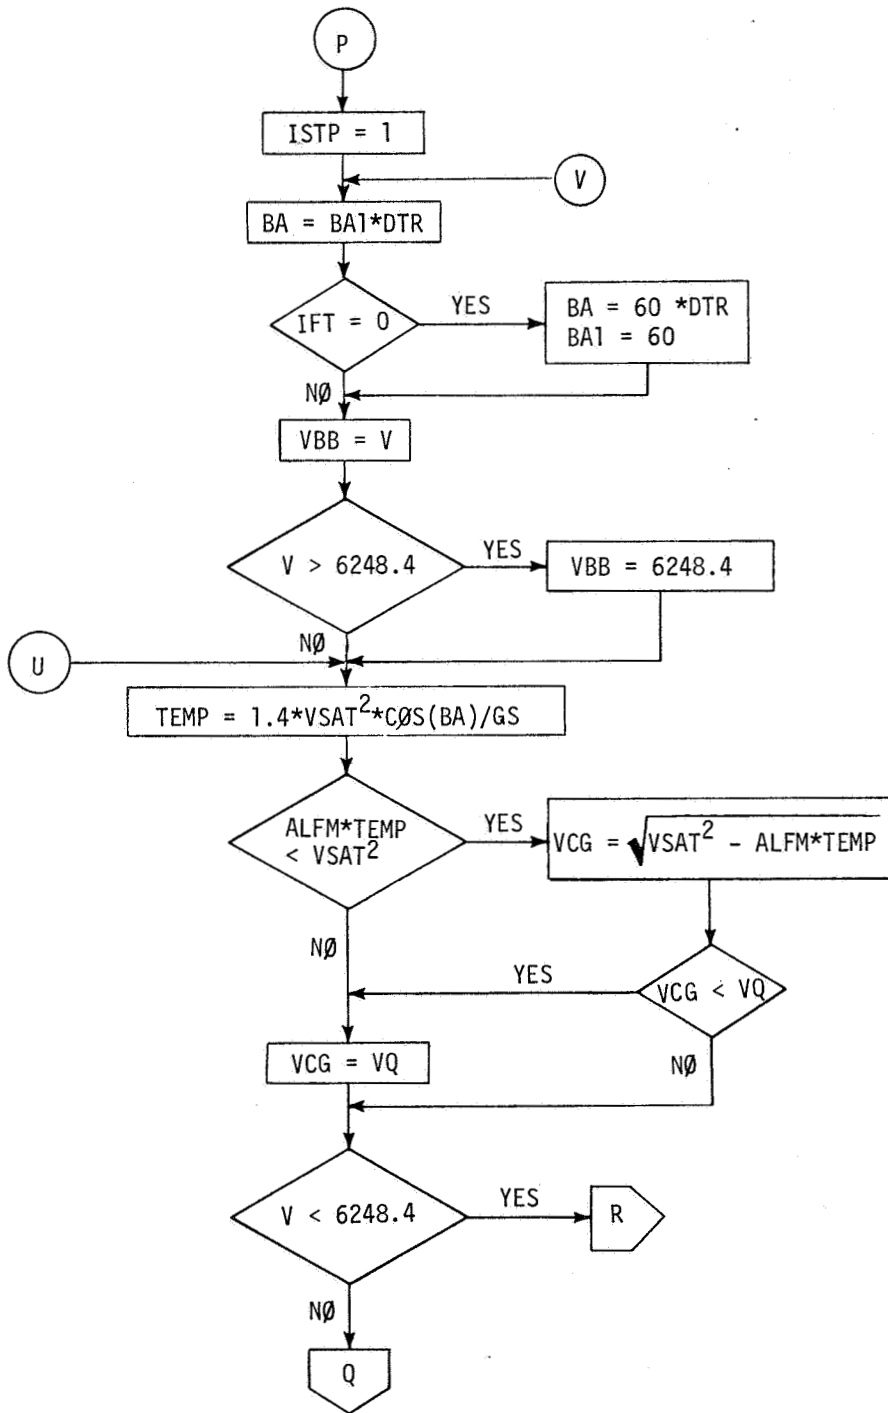 P
ISTP = 1
V
BA = BA1*DTR
IFT = 0
YES
BA = 60 *DTR
BA1 = 60
NØ
VBB = V
V > 6248.4
YES
VBB = 6248.4
NØ
U
TEMP = 1.4*VSAT²*CØS(BA)/GS
ALFM*TEMP
< VSAT²
YES
VCG = √VSAT² - ALFM*TEMP
NØ
YES
VCG < VQ
VCG = VQ
NØ
V < 6248.4
YES
R
NØ
Q